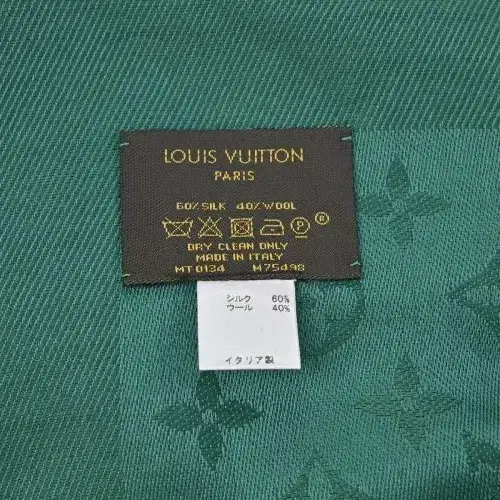 LOUIS VUITTON
PARIS
60% SILK 40% WOOL
P ®
DRY CLEAN ONLY
MADE IN ITALY
MT0134 M75498
シルク 60%
ウール 40%
イタリア製